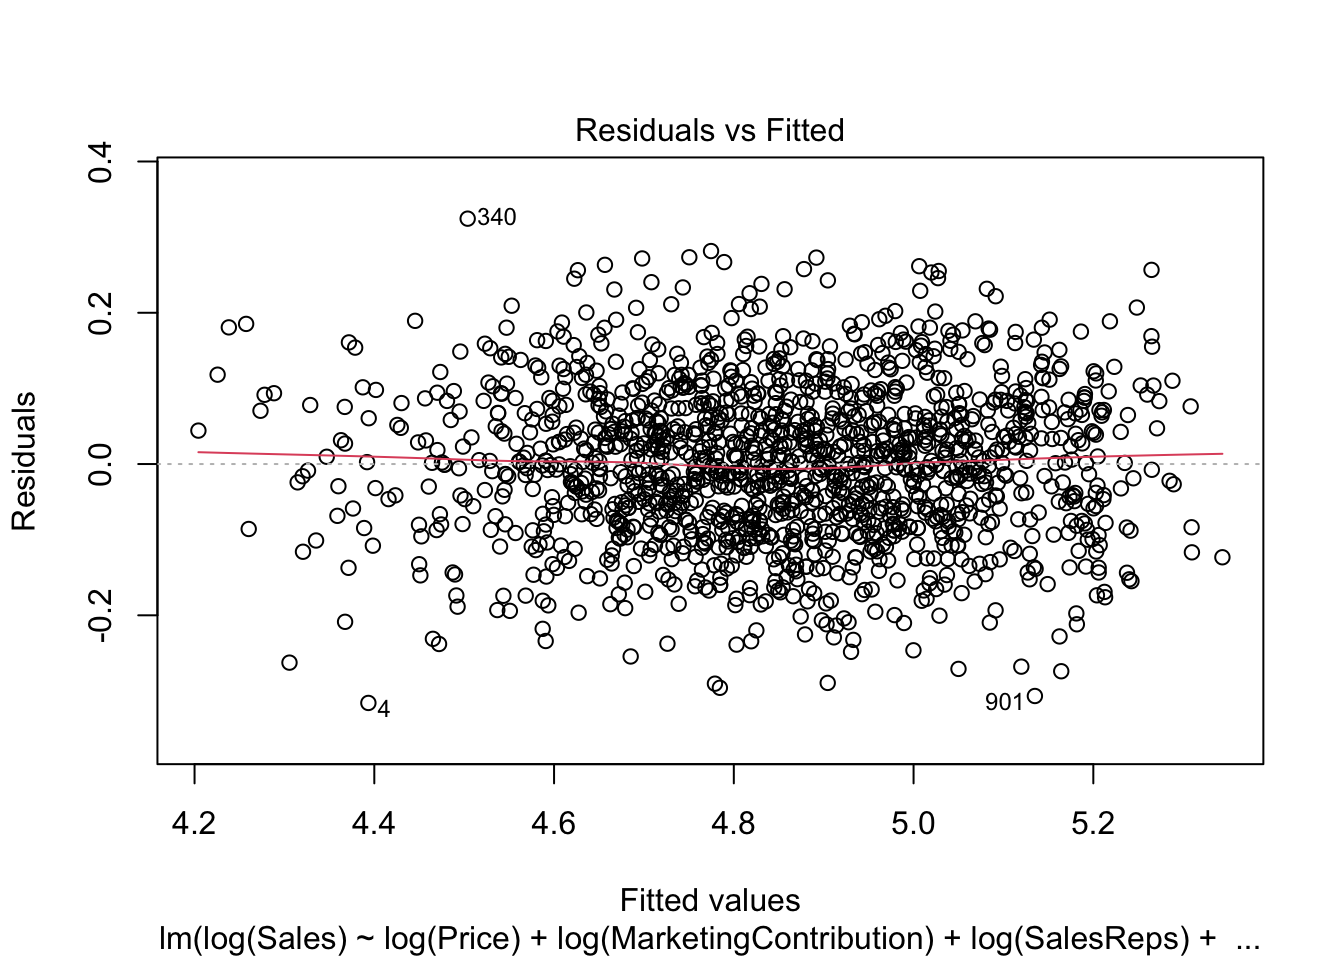 Residuals vs Fitted
Residuals
0.4
0.2
0.0
-0.2
340
4
901
4.2 4.4 4.6 4.8 5.0 5.2
Fitted values
lm(log(Sales) ~ log(Price) + log(MarketingContribution) + log(SalesReps) + ...